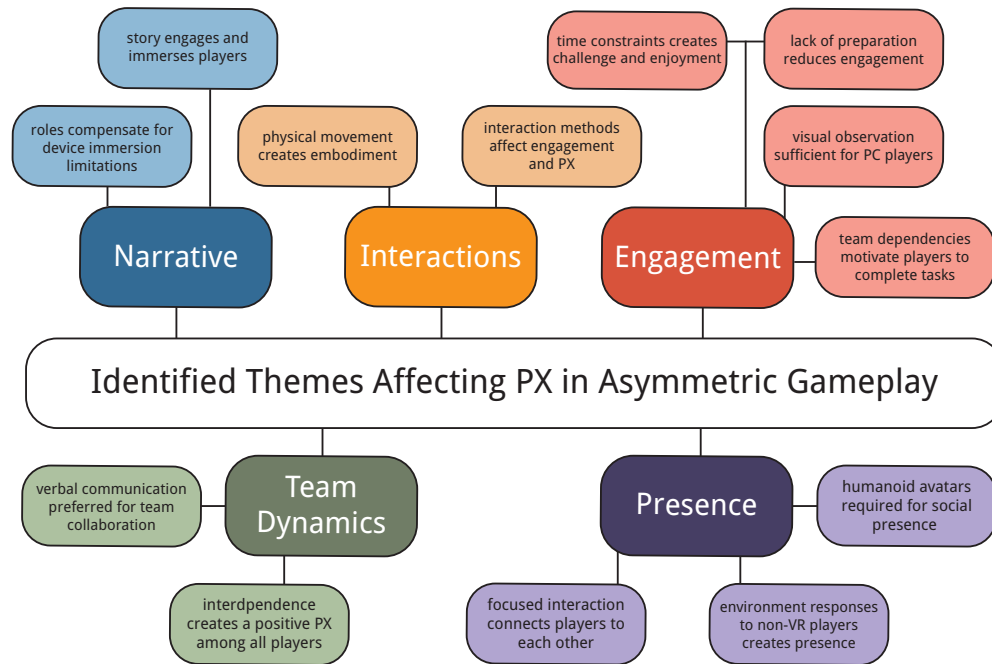 story engages and
immerses players
time constraints creates
challenge and enjoyment
lack of preparation
reduces engagement
roles compensate for
device immersion
limitations
physical movement
creates embodiment
interaction methods
affect engagement
and PX
visual observation
sufficient for PC players
Narrative
Interactions
Engagement
team dependencies
motivate players to
complete tasks
Identified Themes Affecting PX in Asymmetric Gameplay
verbal communication
preferred for team
collaboration
Team
Dynamics
Presence
humanoid avatars
required for social
presence
interdpendence
creates a positive PX
among all players
focused interaction
connects players to
each other
environment responses
to non-VR players
creates presence